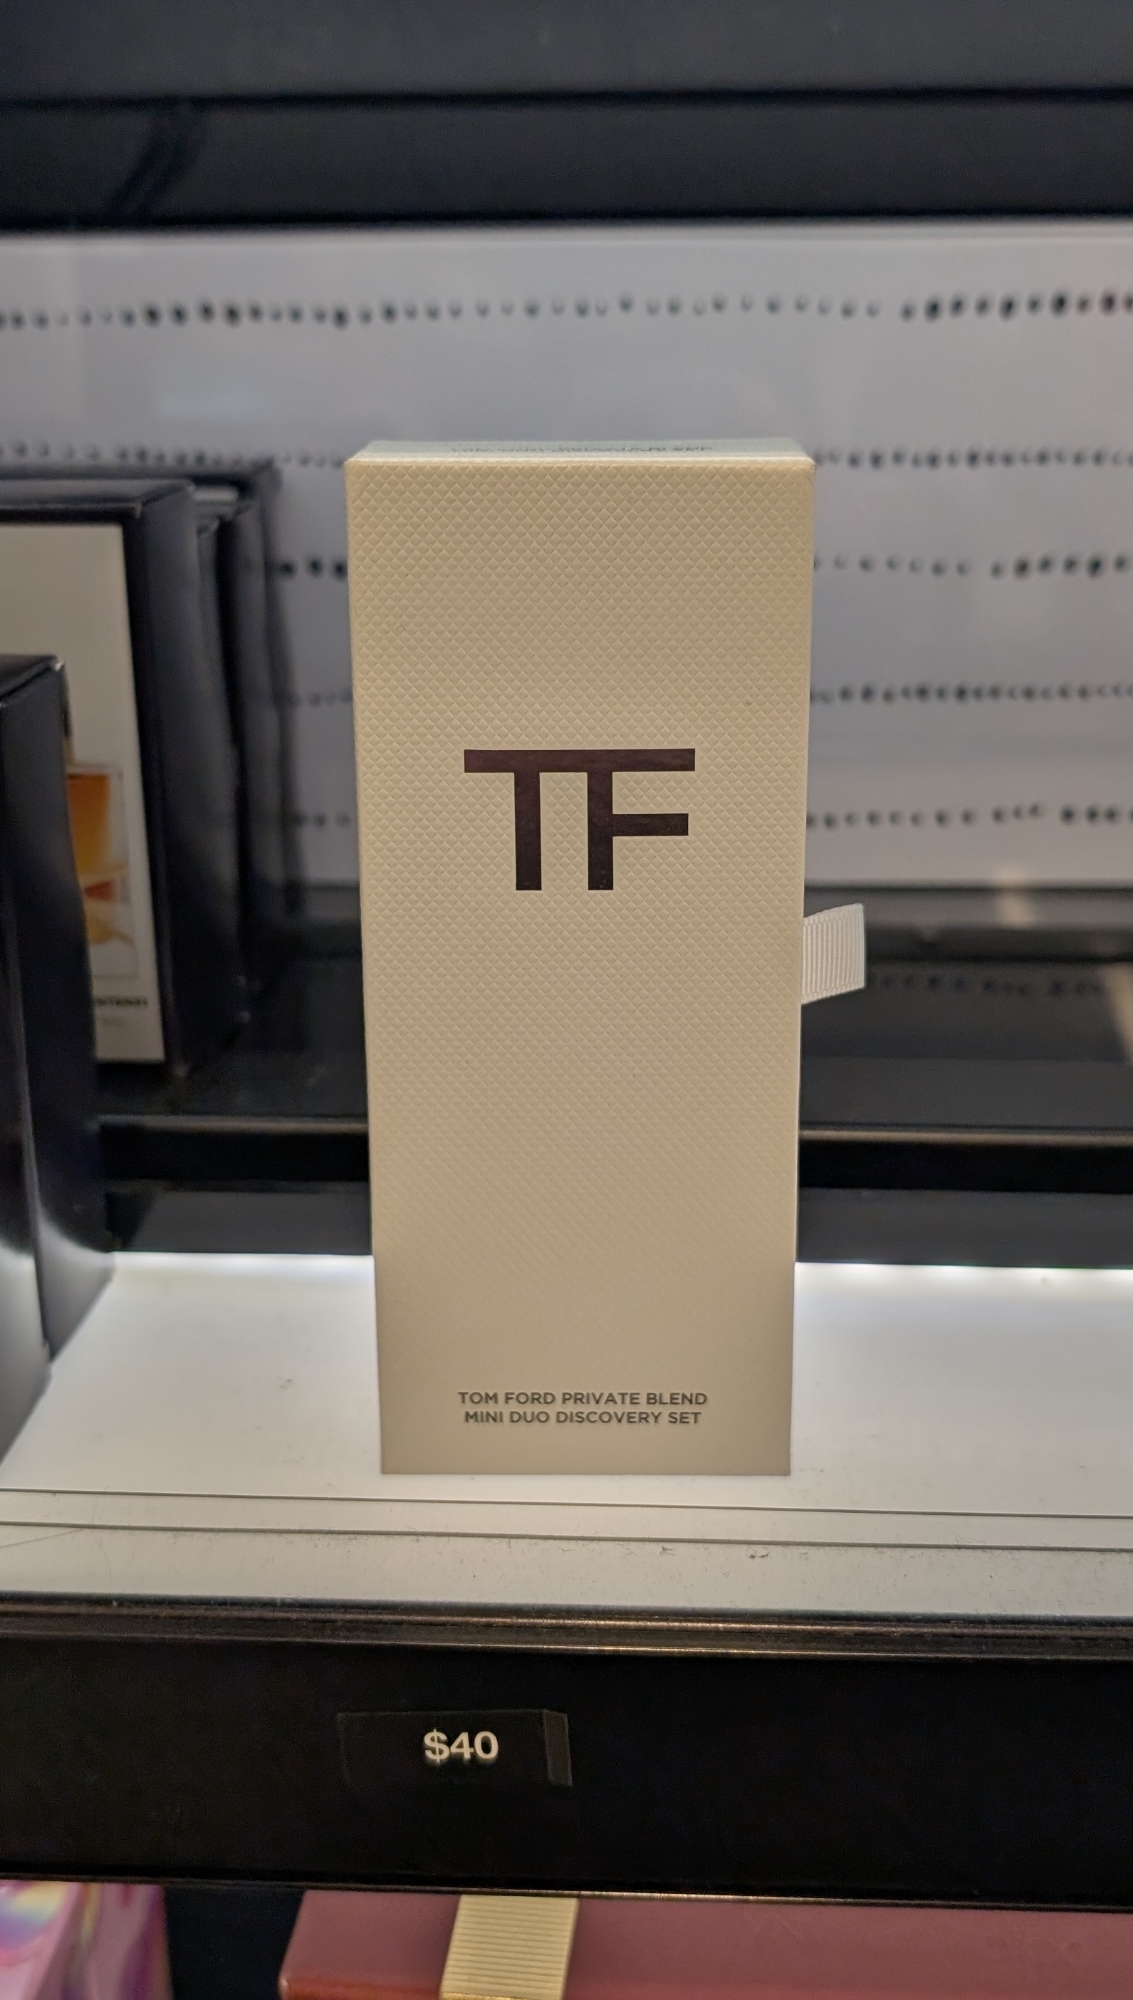 TF
TOM FORD PRIVATE BLEND
MINI DUO DISCOVERY SET
$40